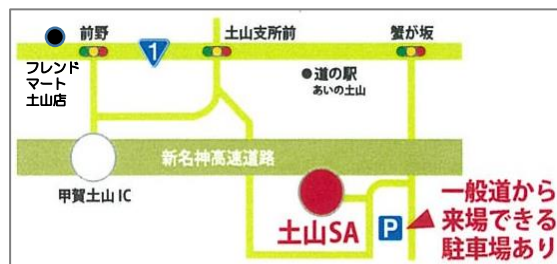 前野
1
土山支所前
蟹が坂
フレンド
マート
土山店
●道の駅
あいの土山
新名神高速道路
甲賀土山IC
土山SA
P
一般道から
来場できる
駐車場あり